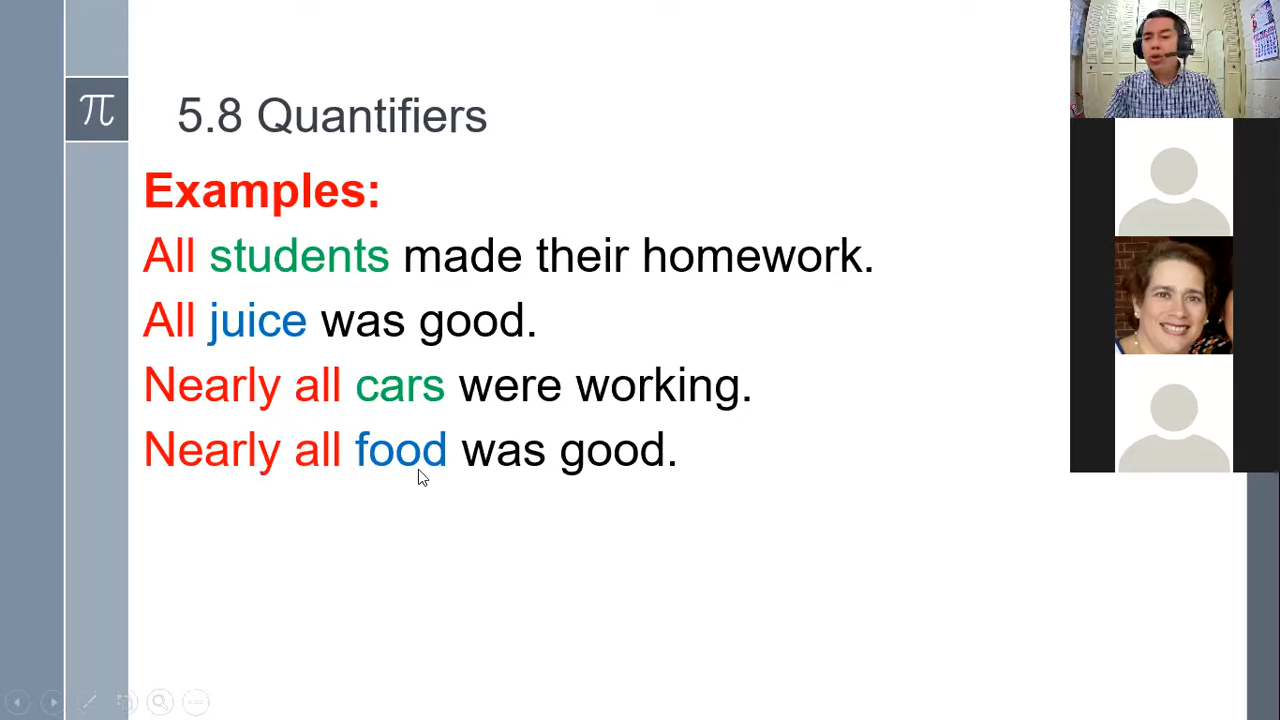 π
5.8 Quantifiers
Examples:
All students made their homework.
All juice was good.
Nearly all cars were working.
Nearly all food was good.